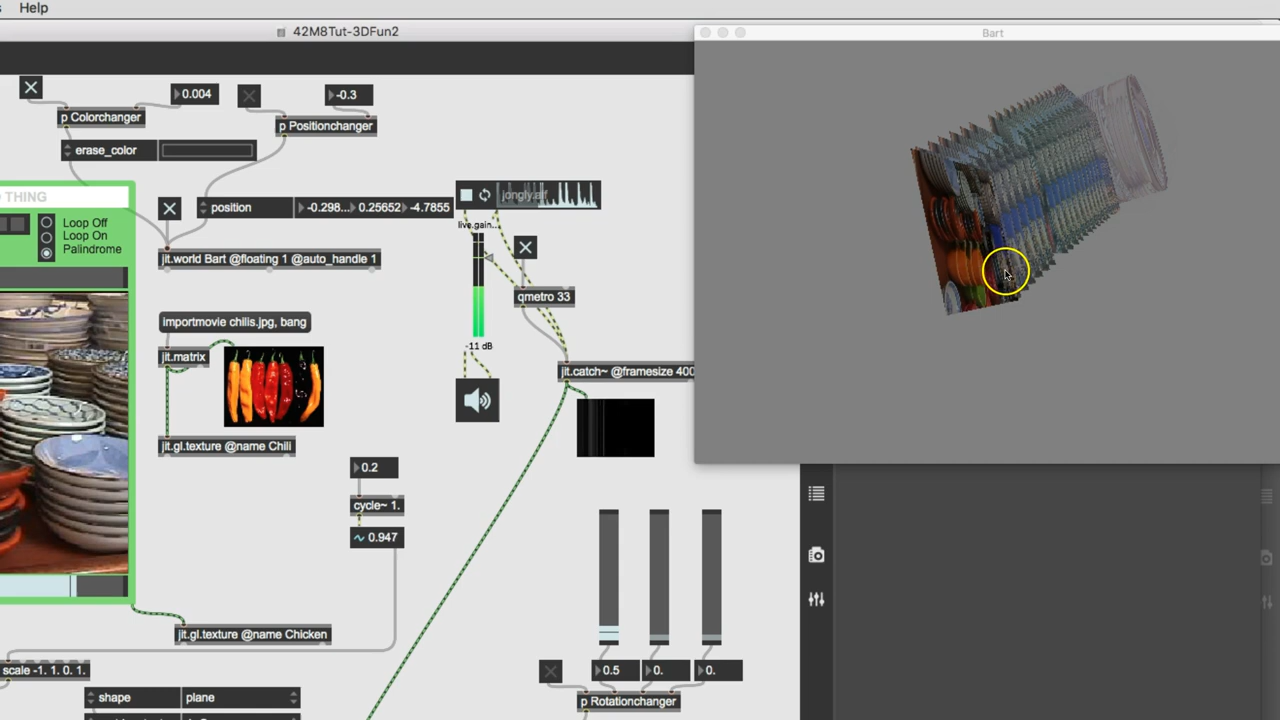 Help
42M8Tut-3DFun2
Bart
0.004
-0.3
p Colorchanger
p Positionchanger
erase_color
THING
Loop Off
Loop On
Palindrome
position
-0.298...
0.25652
-4.7855
jongly.aif
live.gain...
jit.world Bart @floating 1 @auto_handle 1
qmetro 33
importmovie chilis.jpg, bang
jit.matrix
-11 dB
jit.catch~ @framesize 400
jit.gl.texture @name Chili
0.2
cycle~ 1.
0.947
jit.gl.texture @name Chicken
scale -1. 1. 0. 1.
0.5
0.
0.
shape
plane
p Rotationchanger